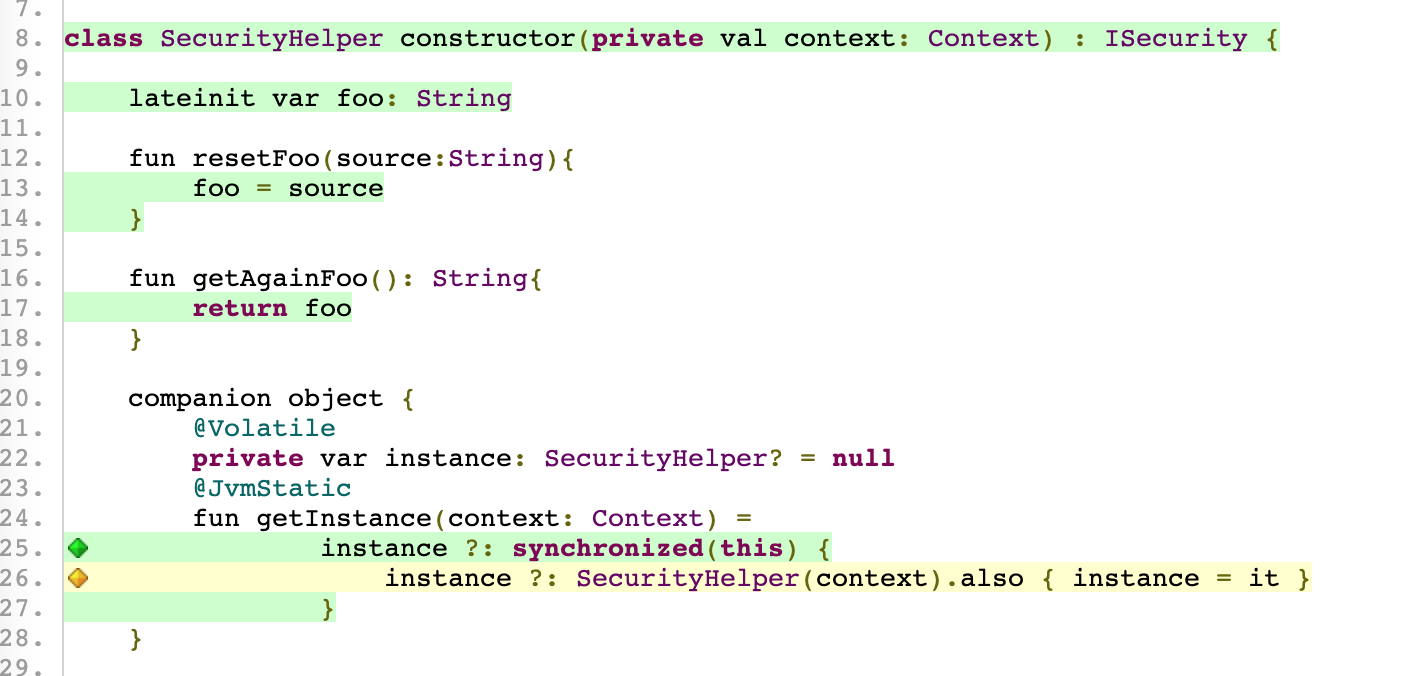 7.
8. class SecurityHelper constructor(private val context: Context) : ISecurity {
9.
10.     lateinit var foo: String
11.
12.     fun resetFoo(source:String){
13.         foo = source
14.     }
15.
16.     fun getAgainFoo(): String{
17.         return foo
18.     }
19.
20.     companion object {
21.         @Volatile
22.         private var instance: SecurityHelper? = null
23.         @JvmStatic
24.         fun getInstance(context: Context) =
25.                 instance ?: synchronized(this) {
26.                     instance ?: SecurityHelper(context).also { instance = it }
27.                 }
28.     }
29.